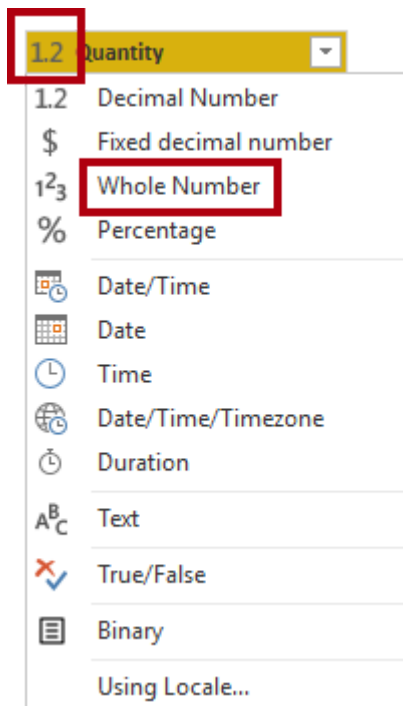 1.2 Quantity
1.2 Decimal Number
$ Fixed decimal number
1²3 Whole Number
% Percentage
Date/Time
Date
Time
Date/Time/Timezone
Duration
ABC Text
True/False
Binary
Using Locale...